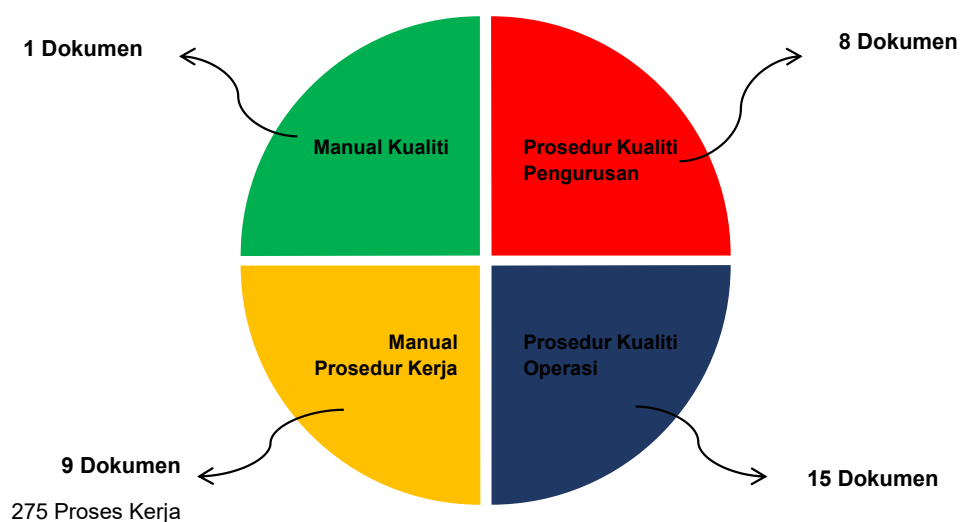 1 Dokumen
8 Dokumen
Manual Kualiti
Prosedur Kualiti
Pengurusan
Manual
Prosedur Kerja
Prosedur Kualiti
Operasi
9 Dokumen
275 Proses Kerja
15 Dokumen